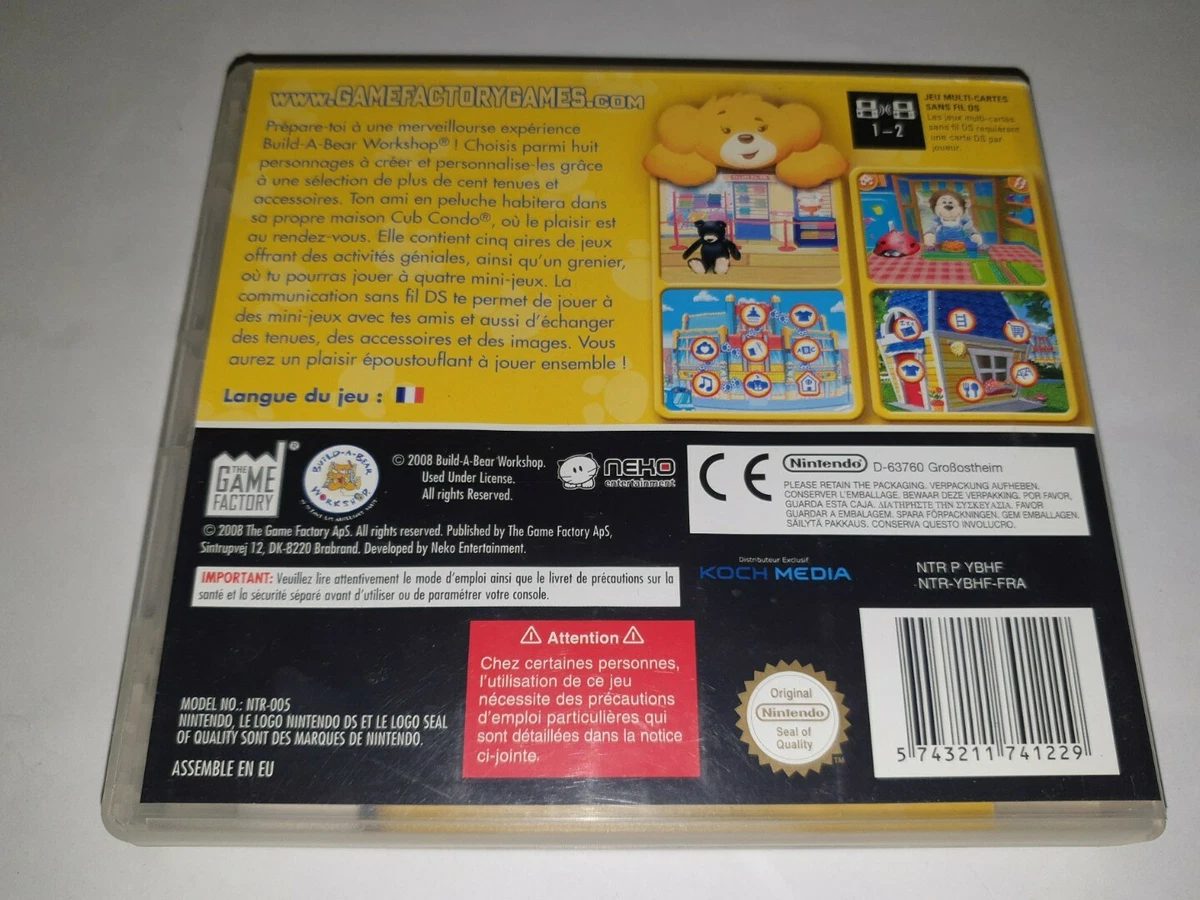 www.GAMEFACTORYGAMES.com
Prépare-toi à une merveillourse expérience
Build-A-Bear Workshop® ! Choisis parmi huit
personnages à créer et personnalise-les grâce
à une sélection de plus de cent tenues et
accessoires. Ton ami en peluche habitera dans
sa propre maison Cub Condo®, où le plaisir est
au rendez-vous. Elle contient cinq aires de jeux
offrant des activités géniales, ainsi qu'un grenier,
où tu pourras jouer à quatre mini-jeux. La
communication sans fil DS te permet de jouer à
des mini-jeux avec tes amis et aussi d'échanger
des tenues, des accessoires et des images. Vous
aurez un plaisir époustouflant à jouer ensemble !
Langue du jeu :
1-2
JEU MULTI-CARTES
SANS FIL DS
Les jeux multi-cartes
sans fil DS requièrent
une carte DS par
joueur.
THE
GAME
FACTORY
®
BUILD-A-BEAR
WORKSHOP
© 2008 Build-A-Bear Workshop.
Used Under License.
All rights Reserved.
NEKO
entertainment
© 2008 The Game Factory ApS. All rights reserved. Published by The Game Factory ApS,
Sintrupvej 12, DK-8220 Brabrand. Developed by Neko Entertainment.
CE
Nintendo D-63760 Großostheim
PLEASE RETAIN THE PACKAGING. VERPACKUNG AUFHEBEN.
CONSERVER L'EMBALLAGE. BEWAAR DEZE VERPAKKING. POR FAVOR,
GUARDA ESTA CAJA. ΔΙΑΤΗΡΗΣΤΕ ΤΗΝ ΣΥΣΚΕΥΑΣΙΑ. FAVOR
GUARDAR A EMBALAGEM. SPARA FÖRPACKNINGEN. GEM EMBALLAGEN.
SÄILYTÄ PAKKAUS. CONSERVA QUESTO INVOLUCRO.
IMPORTANT: Veuillez lire attentivement le mode d'emploi ainsi que le livret de précautions sur la
santé et la sécurité séparé avant d'utiliser ou de paramétrer votre console.
Distributeur Exclusif
KOCH MEDIA
NTR P YBHF
-NTR-YBHF-FRA
Attention
Chez certaines personnes,
l'utilisation de ce jeu
nécessite des précautions
d'emploi particulières qui
sont détaillées dans la notice
ci-jointe.
MODEL NO.: NTR-005
NINTENDO, LE LOGO NINTENDO DS ET LE LOGO SEAL
OF QUALITY SONT DES MARQUES DE NINTENDO.
ASSEMBLE EN EU
Original
Nintendo
Seal of
Quality
TM
5 743211 741229